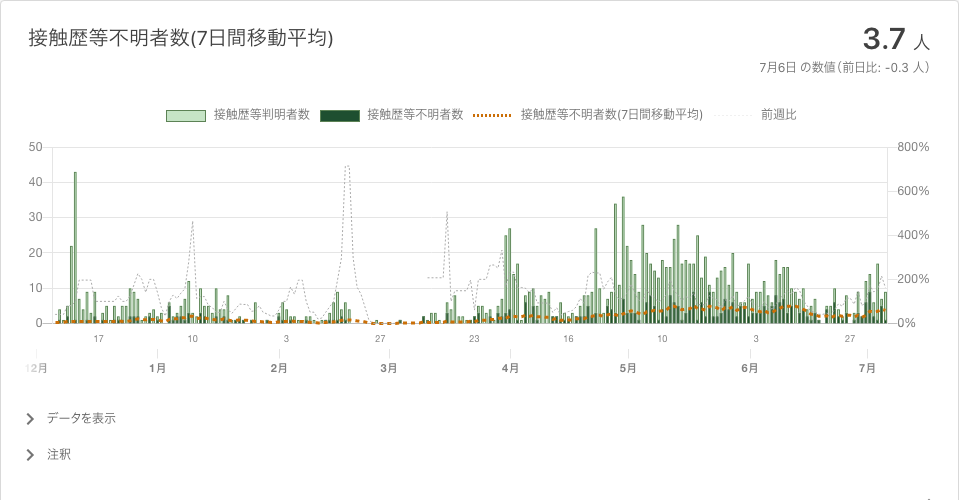 接触歴等不明者数(7日間移動平均)
3.7 人
7月6日 の数値（前日比: -0.3 人）
接触歴等判明者数 接触歴等不明者数 接触歴等不明者数(7日間移動平均) 前週比
50 800%
40 600%
30 400%
20 200%
10 0%
0
17 10 3 27 23 16 10 3 27
12月 1月 2月 3月 4月 5月 6月 7月
データを表示
注釈